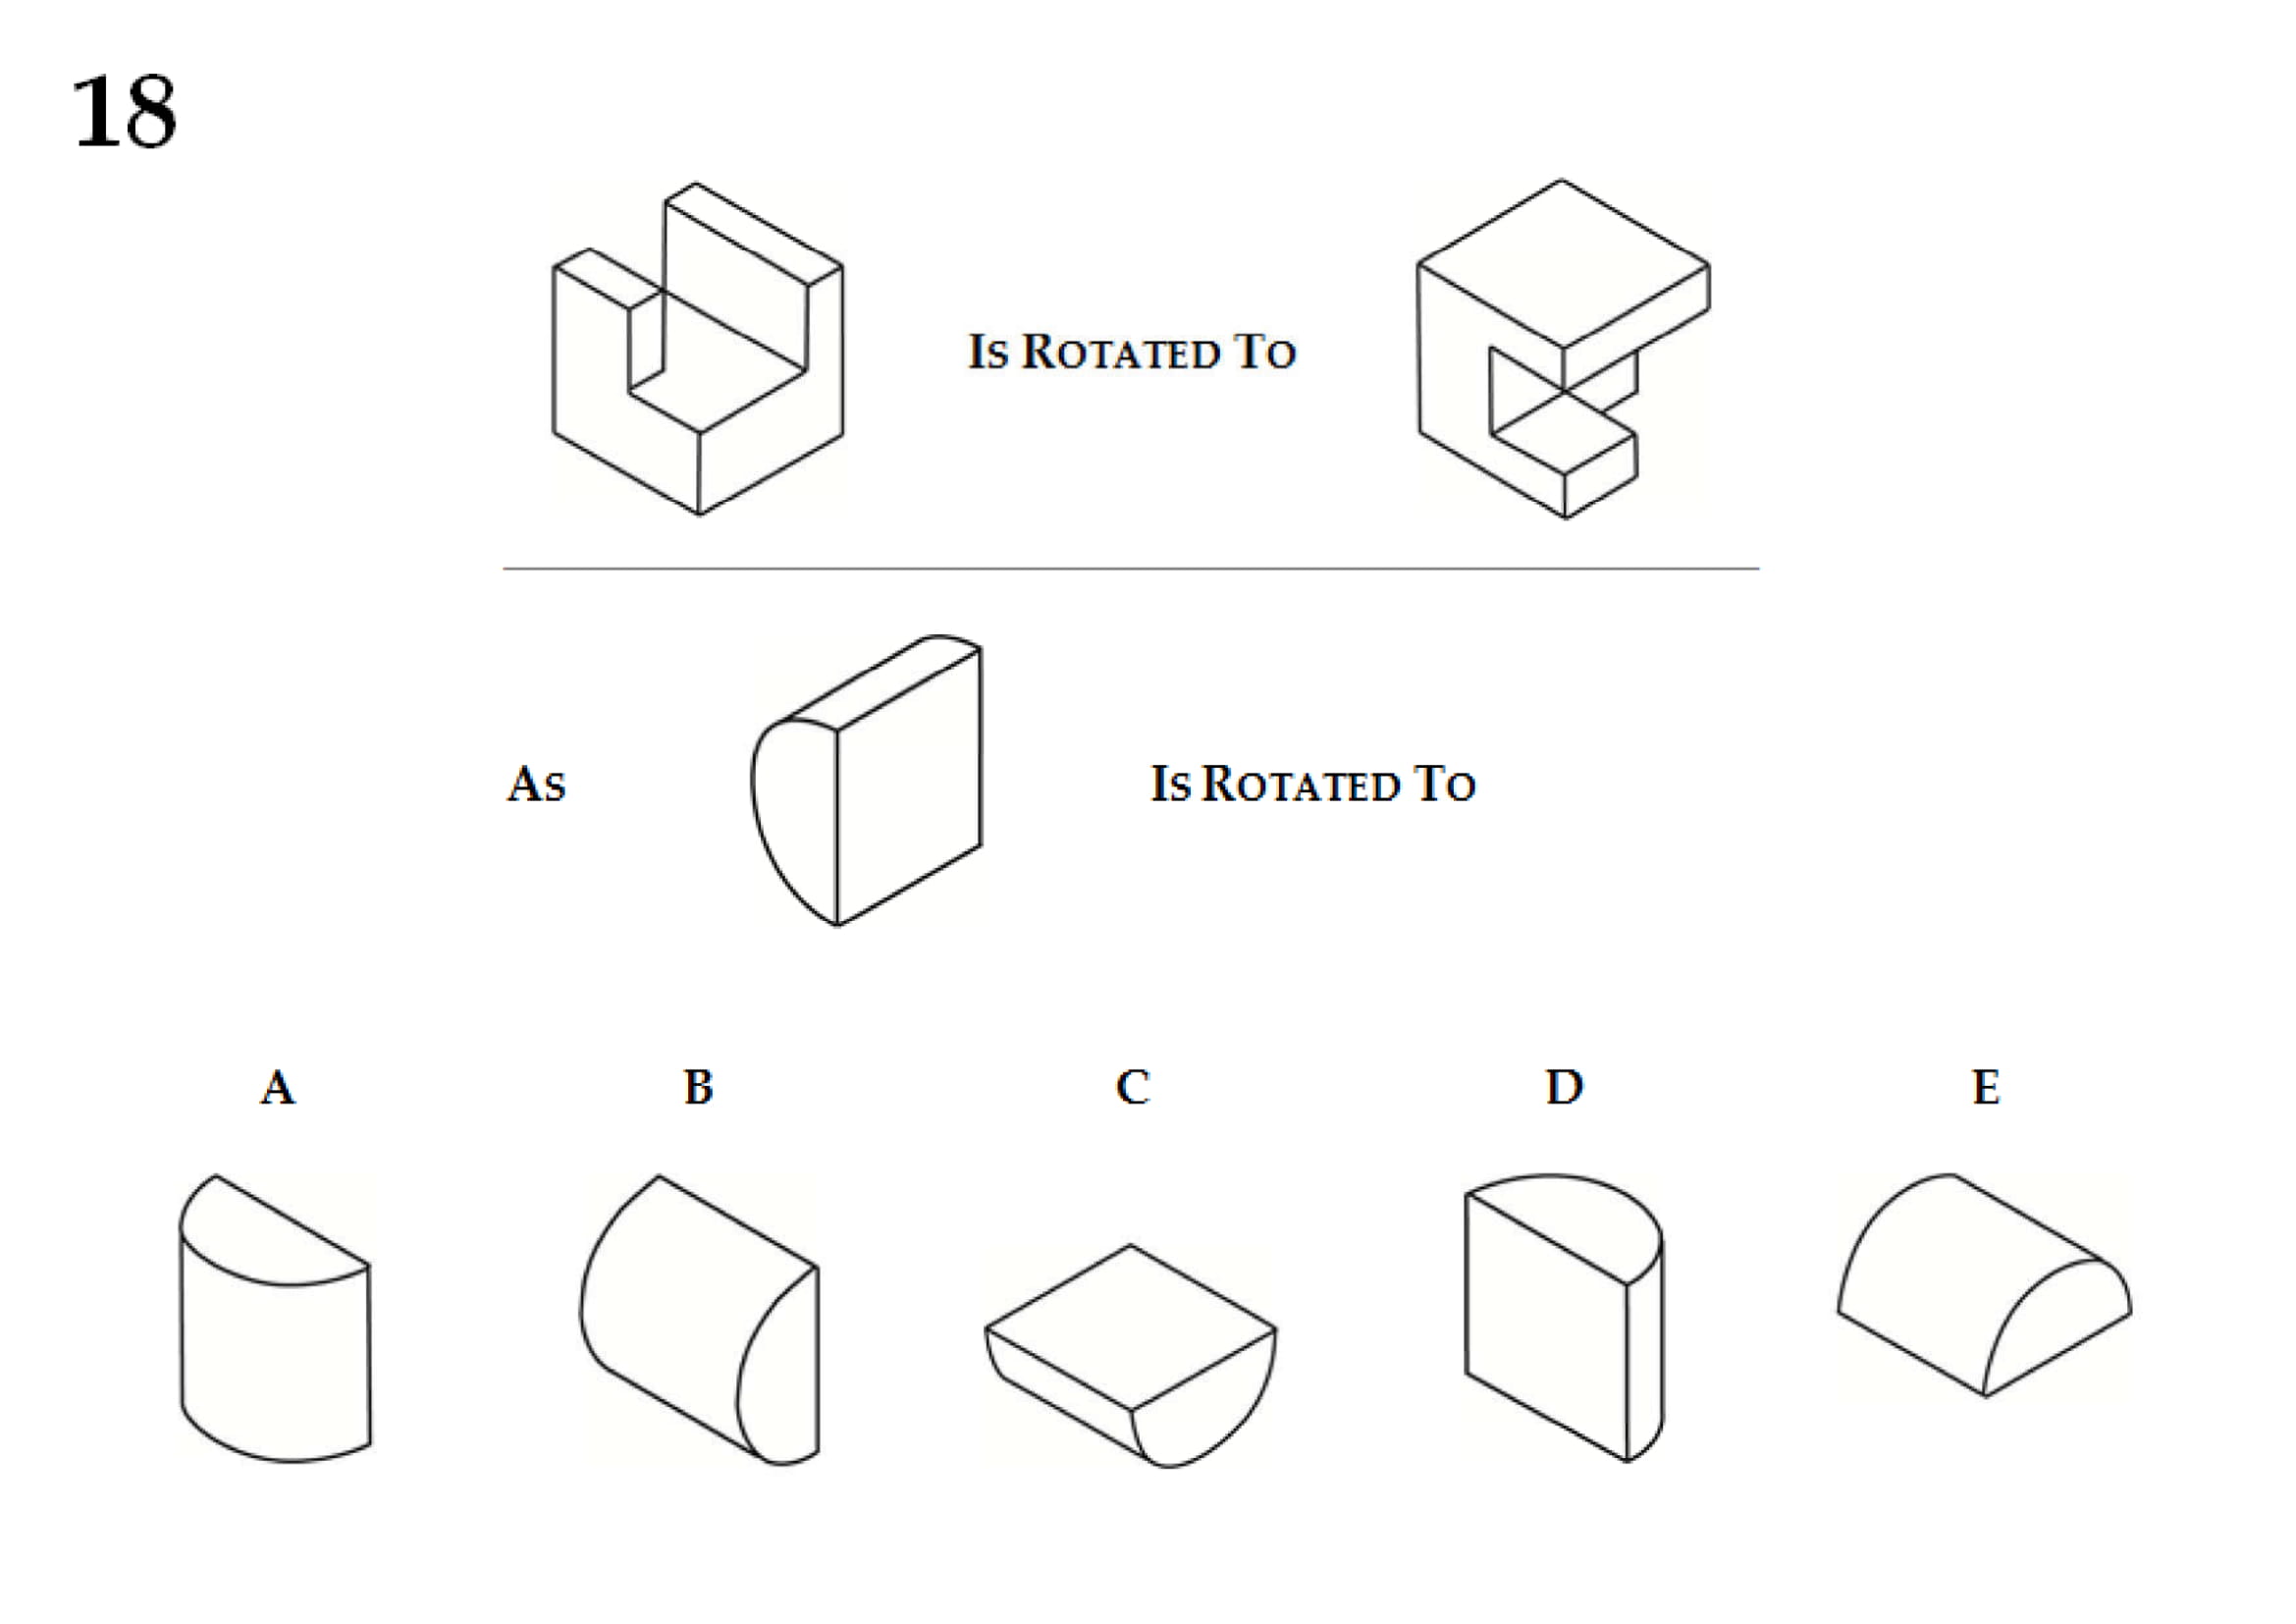 18
IS ROTATED TO
AS
IS ROTATED TO
A B C D E